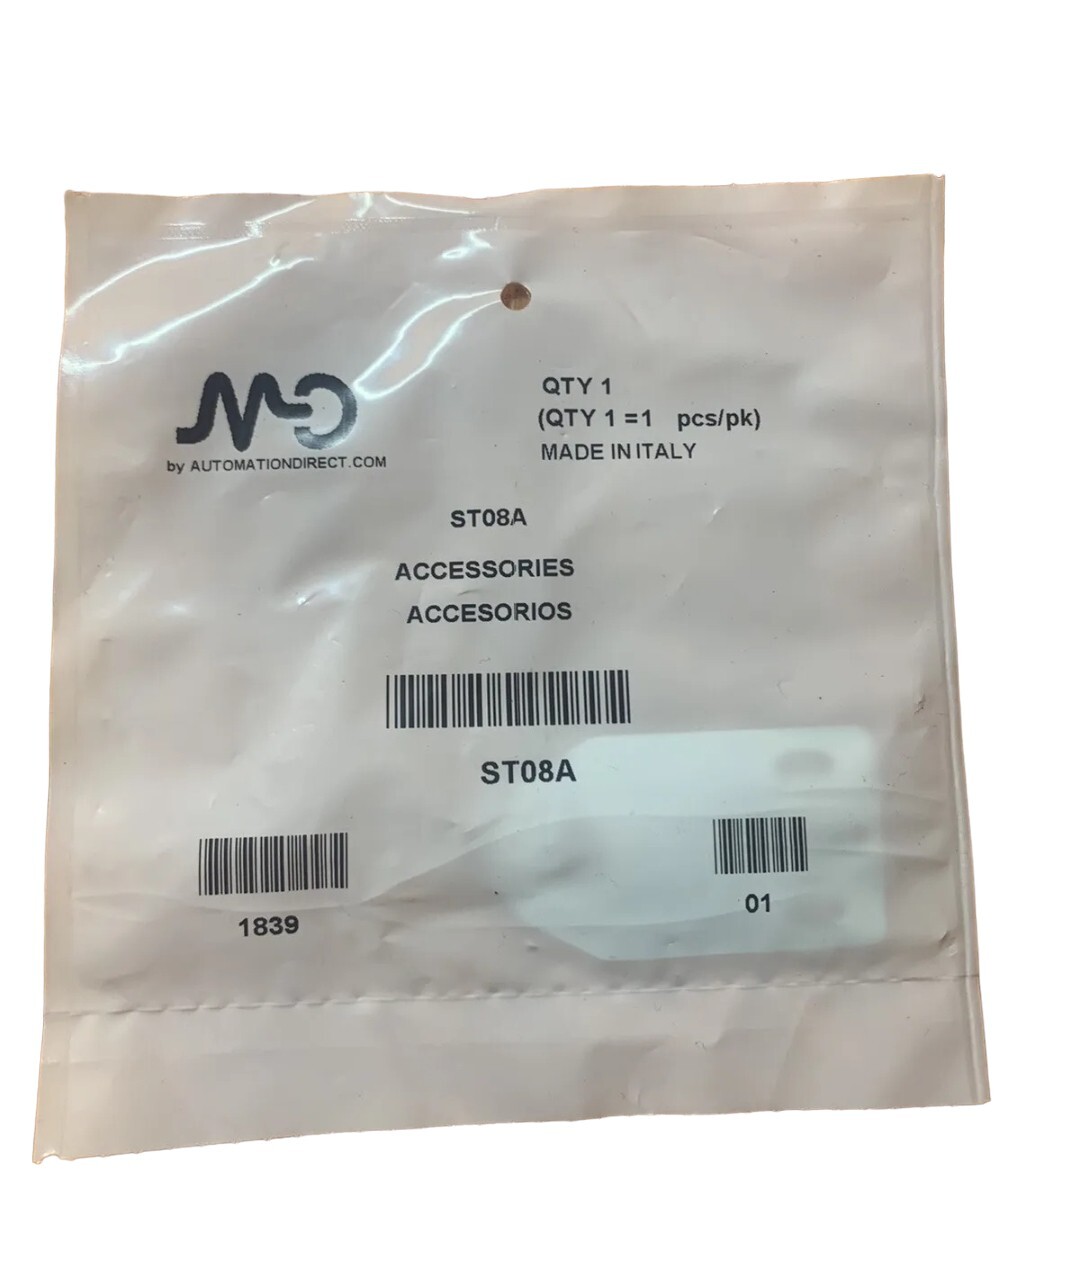 MD
by AUTOMATIONDIRECT.COM
QTY 1
(QTY 1 =1 pcs/pk)
MADE IN ITALY
ST08A
ACCESSORIES
ACCESORIOS
ST08A
1839
01